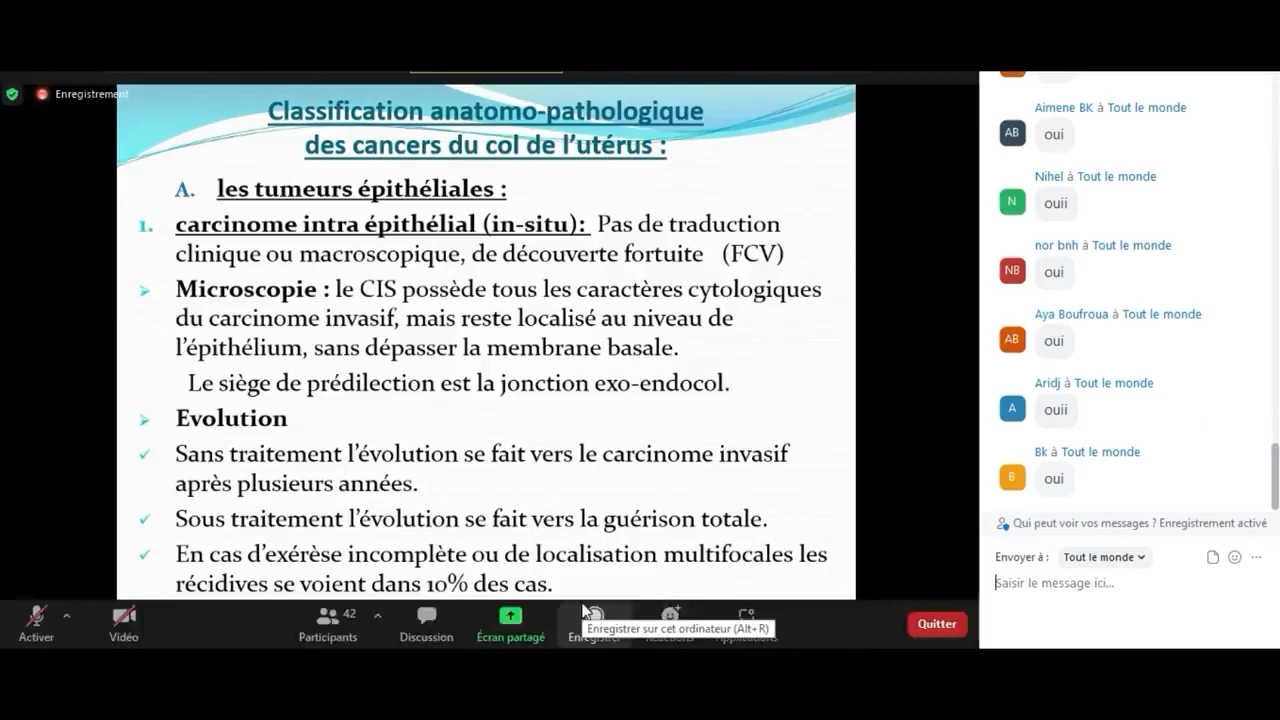 Enregistrement
Classification anatomo-pathologique
des cancers du col de l’utérus :
A. les tumeurs épithéliales :
1. carcinome intra épithélial (in-situ): Pas de traduction
clinique ou macroscopique, de découverte fortuite (FCV)
Microscopie : le CIS possède tous les caractères cytologiques
du carcinome invasif, mais reste localisé au niveau de
l’épithélium, sans dépasser la membrane basale.
Le siège de prédilection est la jonction exo-endocol.
Evolution
Sans traitement l’évolution se fait vers le carcinome invasif
après plusieurs années.
Sous traitement l’évolution se fait vers la guérison totale.
En cas d’exérèse incomplète ou de localisation multifocales les
récidives se voient dans 10% des cas.
Activer
Vidéo
42
Participants
Discussion
Écran partagé
Enregistrer
Enregistrer sur cet ordinateur (Alt+R)
Réactions
Applications
Quitter
Aimene BK à Tout le monde
AB
oui
Nihel à Tout le monde
N
ouii
nor bnh à Tout le monde
NB
oui
Aya Boufroua à Tout le monde
AB
oui
Aridj à Tout le monde
A
ouii
Bk à Tout le monde
B
oui
Qui peut voir vos messages ? Enregistrement activé
Envoyer à : Tout le monde
Saisir le message ici...